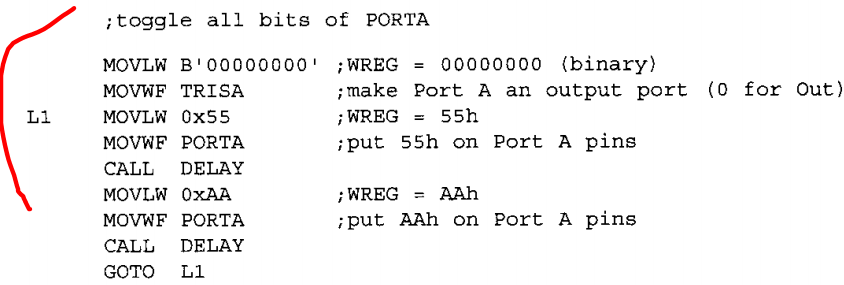 ;toggle all bits of PORTA
MOVLW B'00000000' ;WREG = 00000000 (binary)
MOVWF TRISA ;make Port A an output port (0 for Out)
L1 MOVLW 0x55 ;WREG = 55h
MOVWF PORTA ;put 55h on Port A pins
CALL DELAY
MOVLW 0xAA ;WREG = AAh
MOVWF PORTA ;put AAh on Port A pins
CALL DELAY
GOTO L1